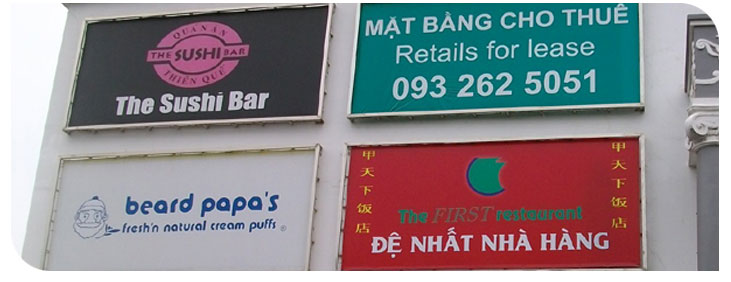 QUÁN ĂN
THE SUSHI BAR
THIÊN QUẾ
The Sushi Bar
MẶT BẰNG CHO THUÊ
Retails for lease
093 262 5051
beard papa's
fresh'n natural cream puffs ®
甲天下饭店
The FIRST restaurant
ĐỆ NHẤT NHÀ HÀNG
甲天下饭店